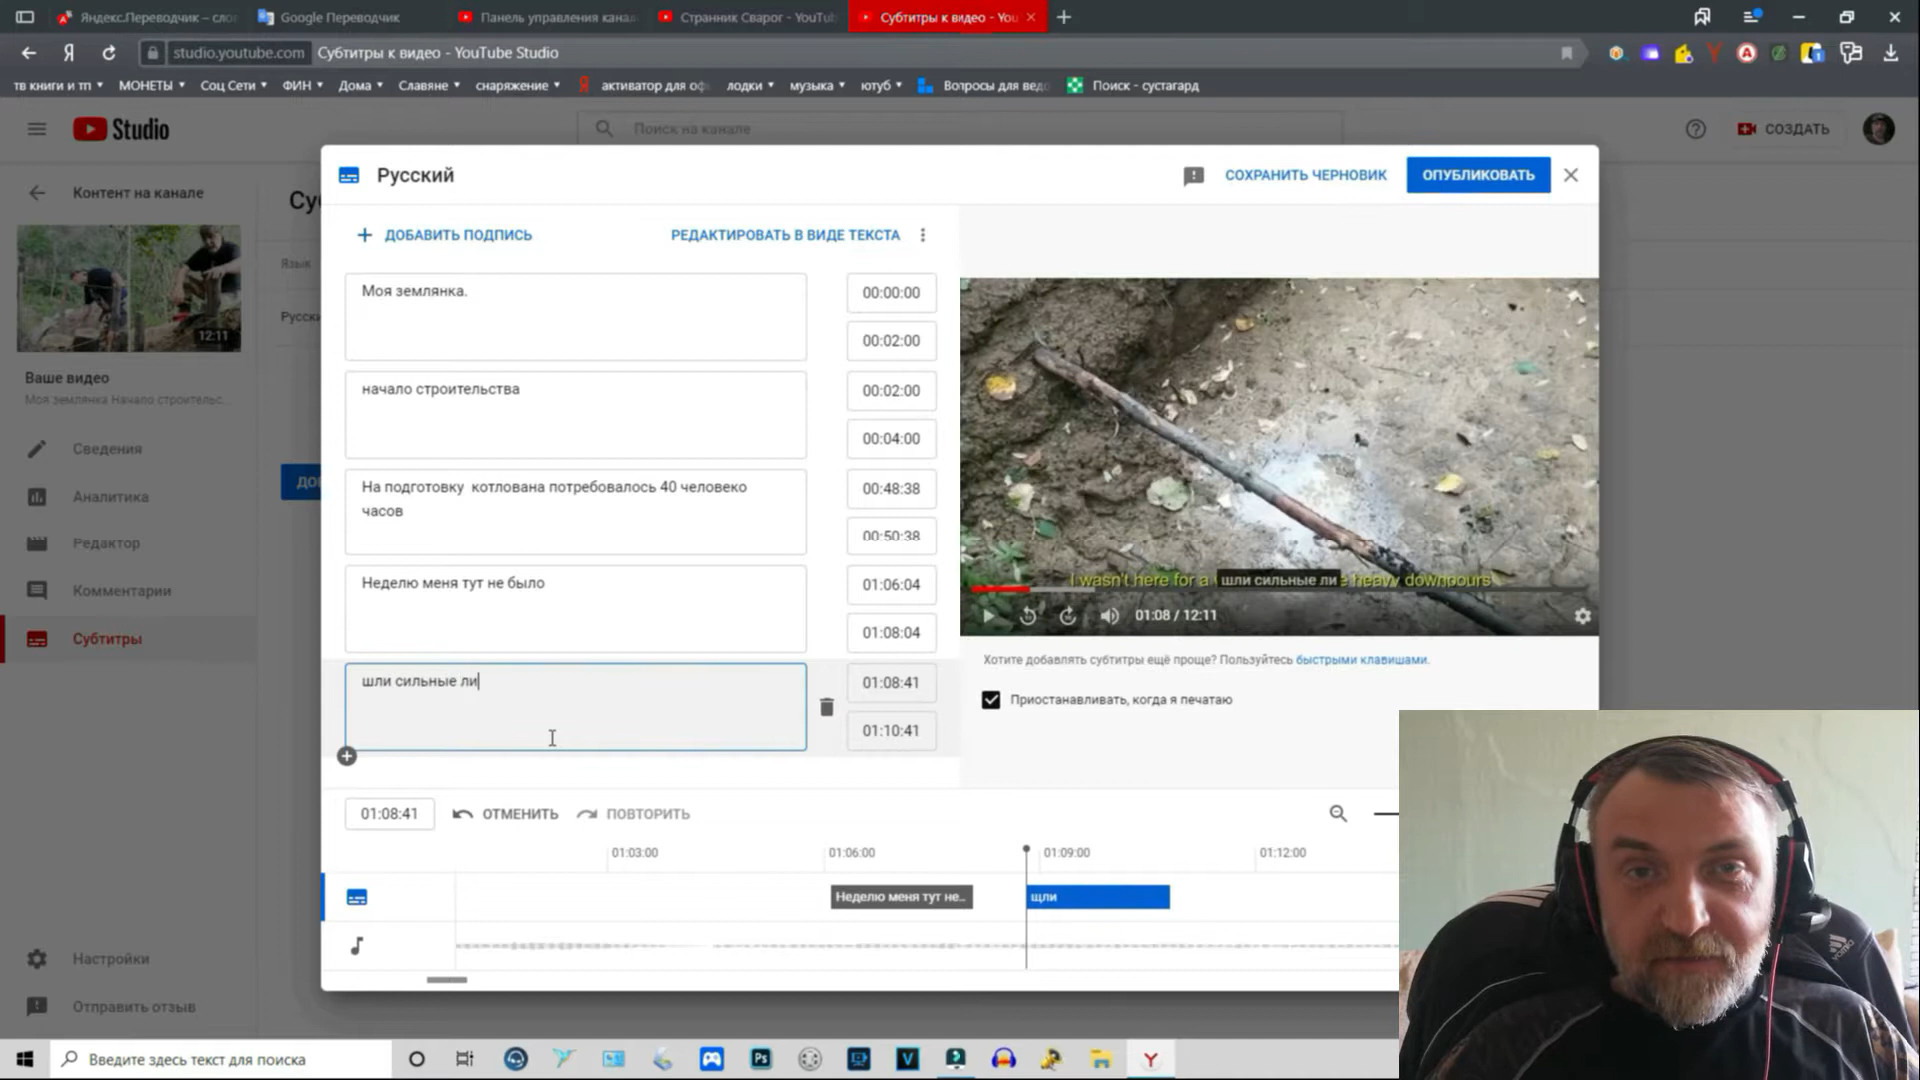 Яндекс.Переводчик – сло
Google Переводчик
Панель управления кана
Странник Сварог - YouTu
Субтитры к видео - You
studio.youtube.com
Субтитры к видео - YouTube Studio
тв книги и тп
МОНЕТЫ
Соц Сети
ФИН
Дома
Славяне
снаряжение
активатор для оф
лодки
музыка
ютуб
Вопросы для вед
Поиск - сустагард
Studio
Поиск на канале
СОЗДАТЬ
Контент на канале
12:11
Ваше видео
Моя землянка Начало строительс...
Сведения
Аналитика
Редактор
Комментарии
Субтитры
Настройки
Отправить отзыв
Су
Язык
Русски
ДО
Русский
СОХРАНИТЬ ЧЕРНОВИК
ОПУБЛИКОВАТЬ
ДОБАВИТЬ ПОДПИСЬ
РЕДАКТИРОВАТЬ В ВИДЕ ТЕКСТА
Моя землянка.
00:00:00
00:02:00
начало строительства
00:02:00
00:04:00
На подготовку котлована потребовалось 40 человеко
часов
00:48:38
00:50:38
Неделю меня тут не было
01:06:04
01:08:04
шли сильные ли
01:08:41
01:10:41
I wasn't here for a
шли сильные ли
heavy downpours
01:08 / 12:11
Хотите добавлять субтитры ещё проще? Пользуйтесь быстрыми клавишами.
Приостанавливать, когда я печатаю
01:08:41
ОТМЕНИТЬ
ПОВТОРИТЬ
01:03:00
01:06:00
01:09:00
01:12:00
Неделю меня тут не...
щли
adidas
Введите здесь текст для поиска